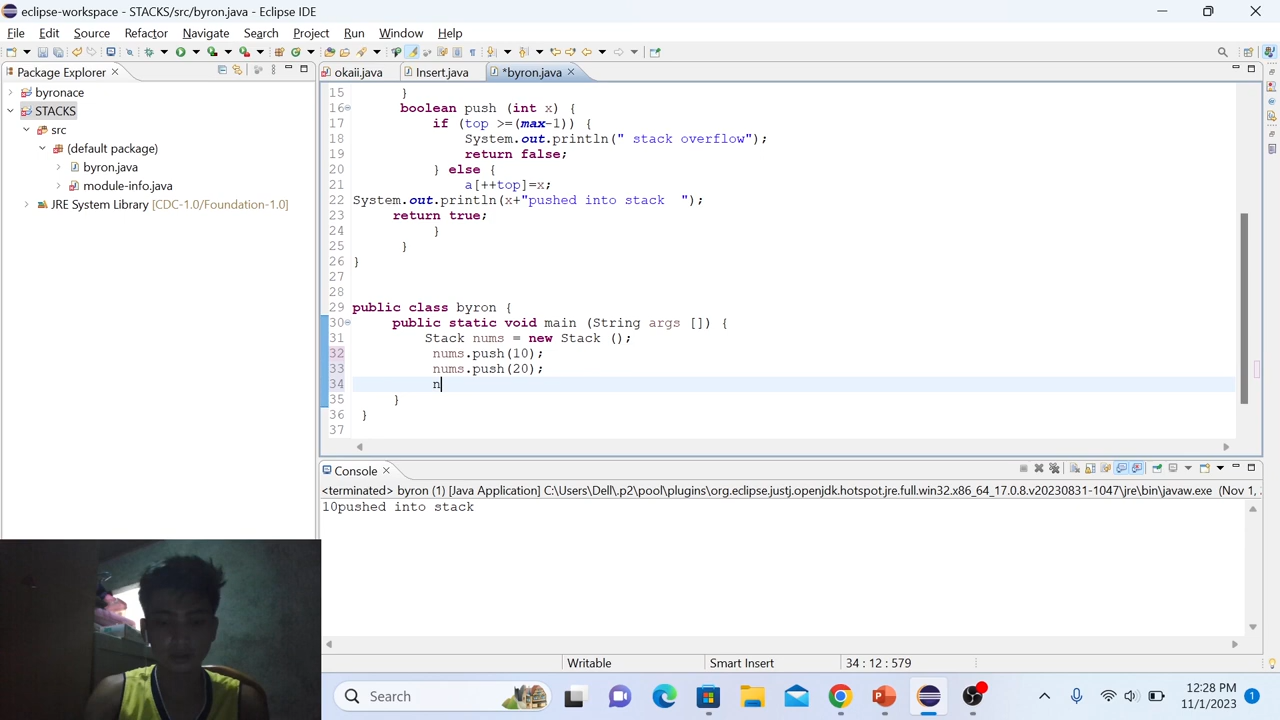 eclipse-workspace - STACKS/src/byron.java - Eclipse IDE
File Edit Source Refactor Navigate Search Project Run Window Help
Package Explorer
byronace
STACKS
src
(default package)
byron.java
module-info.java
JRE System Library [CDC-1.0/Foundation-1.0]
okaii.java Insert.java *byron.java
15 }
16 boolean push (int x) {
17 if (top >=(max-1)) {
18 System.out.println(" stack overflow");
19 return false;
20 } else {
21 a[++top]=x;
22 System.out.println(x+"pushed into stack  ");
23 return true;
24 }
25 }
26 }
27
28
29 public class byron {
30 public static void main (String args []) {
31 Stack nums = new Stack ();
32 nums.push(10);
33 nums.push(20);
34 n
35 }
36 }
37
Console
<terminated> byron (1) [Java Application] C:\Users\Dell\.p2\pool\plugins\org.eclipse.justj.openjdk.hotspot.jre.full.win32.x86_64_17.0.8.v20230831-1047\jre\bin\javaw.exe (Nov 1,
10pushed into stack
Writable Smart Insert 34 : 12 : 579
Search
12:28 PM
11/1/2023
1